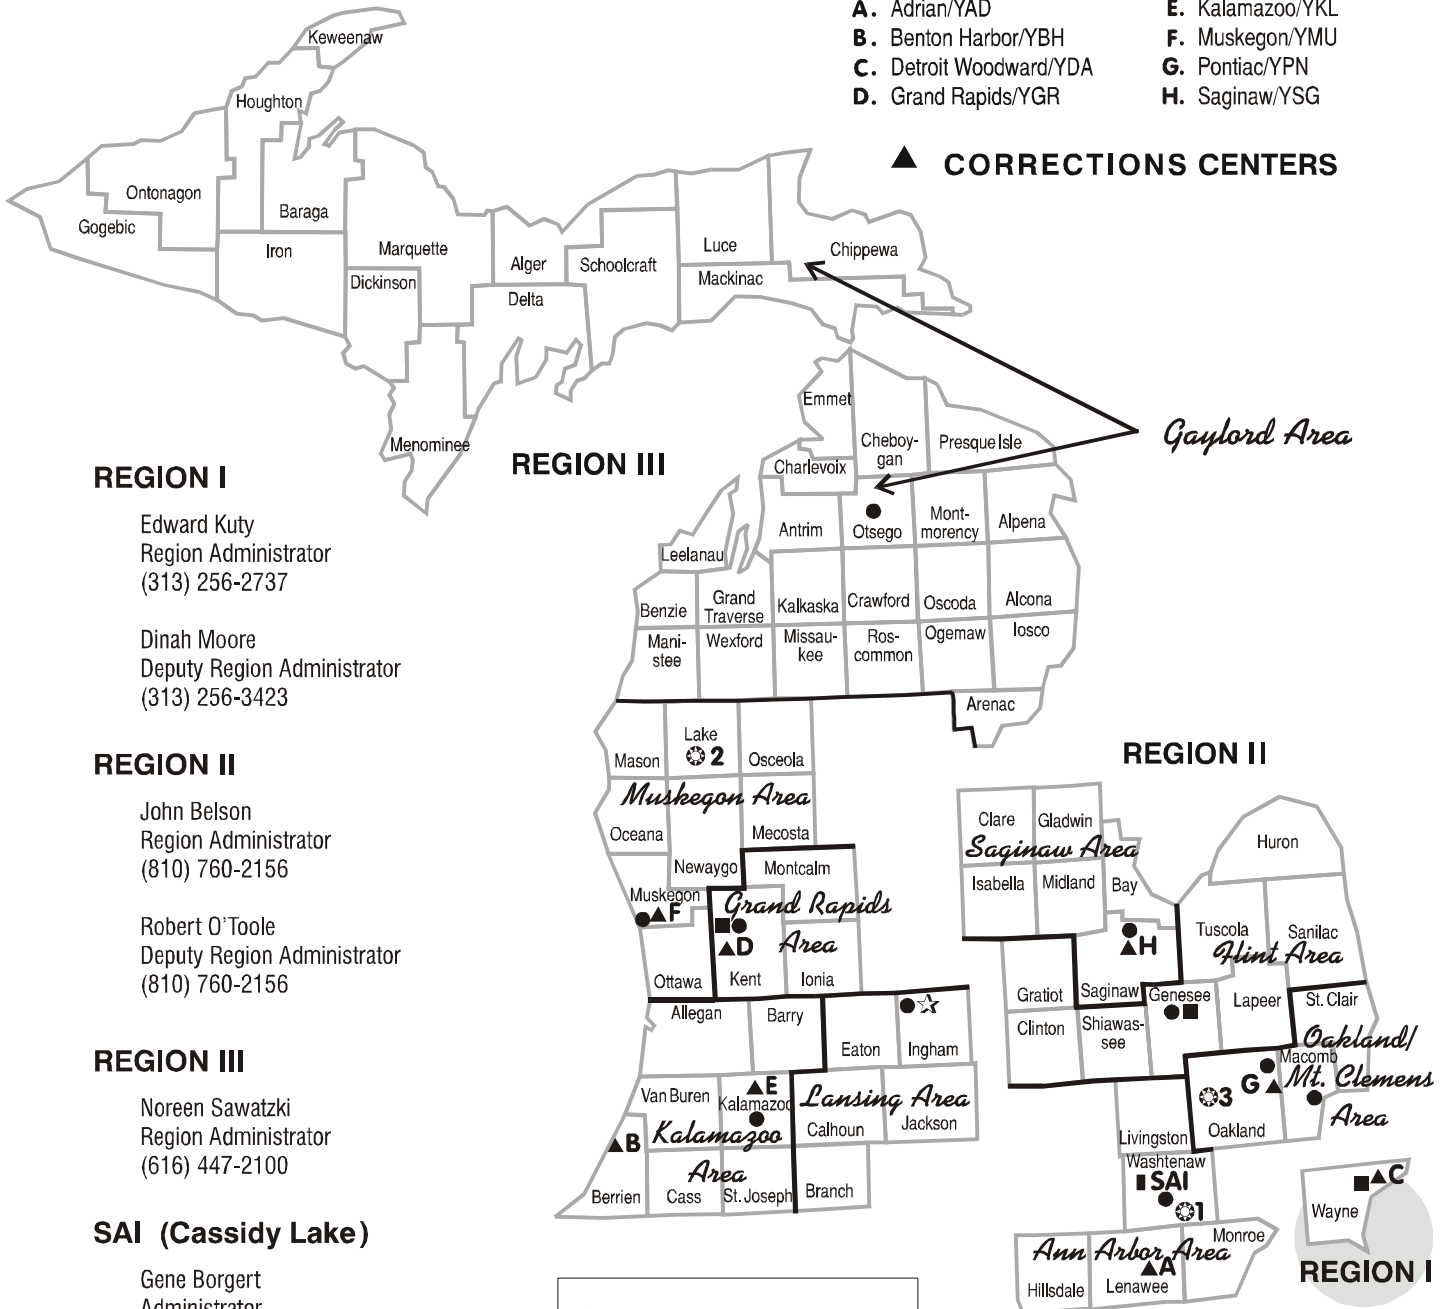 A. Adrian/YAD
B. Benton Harbor/YBH
C. Detroit Woodward/YDA
D. Grand Rapids/YGR
E. Kalamazoo/YKL
F. Muskegon/YMU
G. Pontiac/YPN
H. Saginaw/YSG
▲ CORRECTIONS CENTERS
Keweenaw
Houghton
Ontonagon
Gogebic
Baraga
Iron
Marquette
Dickinson
Alger
Delta
Schoolcraft
Luce
Mackinac
Chippewa
Menominee
Gaylord Area
REGION III
Emmet
Cheboy-
gan
Presque Isle
Charlevoix
Antrim
Otsego
Mont-
morency
Alpena
Leelanau
Benzie
Grand
Traverse
Kalkaska
Crawford
Oscoda
Alcona
Mani-
stee
Wexford
Missau-
kee
Ros-
common
Ogemaw
Iosco
Arenac
REGION I
Edward Kuty
Region Administrator
(313) 256-2737
Dinah Moore
Deputy Region Administrator
(313) 256-3423
REGION II
John Belson
Region Administrator
(810) 760-2156
Robert O'Toole
Deputy Region Administrator
(810) 760-2156
REGION III
Noreen Sawatzki
Region Administrator
(616) 447-2100
SAI (Cassidy Lake)
Gene Borgert
Administrator
Mason
Lake
2
Osceola
Muskegon Area
Oceana
Newaygo
Mecosta
Montcalm
Muskegon
F
Grand Rapids
Area
D
Ottawa
Kent
Ionia
Allegan
Barry
Eaton
Ingham
Van Buren
E
Kalamazoo
Lansing Area
Calhoun
Jackson
B
Kalamazoo
Area
Berrien
Cass
St. Joseph
Branch
REGION II
Clare
Gladwin
Saginaw Area
Isabella
Midland
Bay
Huron
Tuscola
Sanilac
Flint Area
H
Gratiot
Saginaw
Genesee
Lapeer
St. Clair
Clinton
Shiawas-
see
Oakland/
Macomb
Mt. Clemens
Area
G
3
Livingston
Oakland
Washtenaw
SAI
1
C
Wayne
REGION I
Ann Arbor Area
Monroe
A
Hillsdale
Lenawee